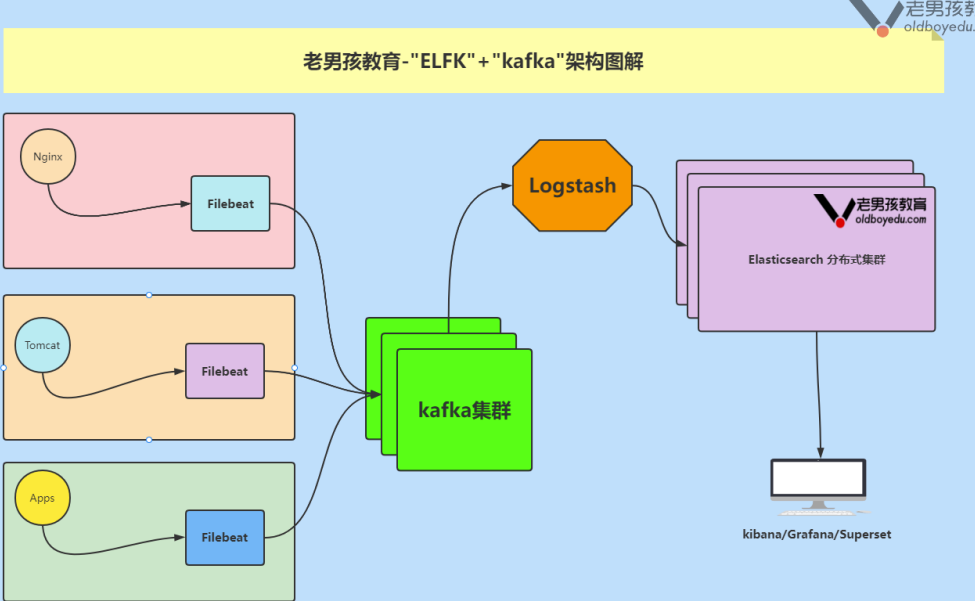 老男孩教
oldboyedu.
老男孩教育-"ELFK"+"kafka"架构图解
Nginx
Filebeat
Tomcat
Filebeat
Apps
Filebeat
kafka集群
Logstash
老男孩教育
oldboyedu.com
Elasticsearch 分布式集群
kibana/Grafana/Superset